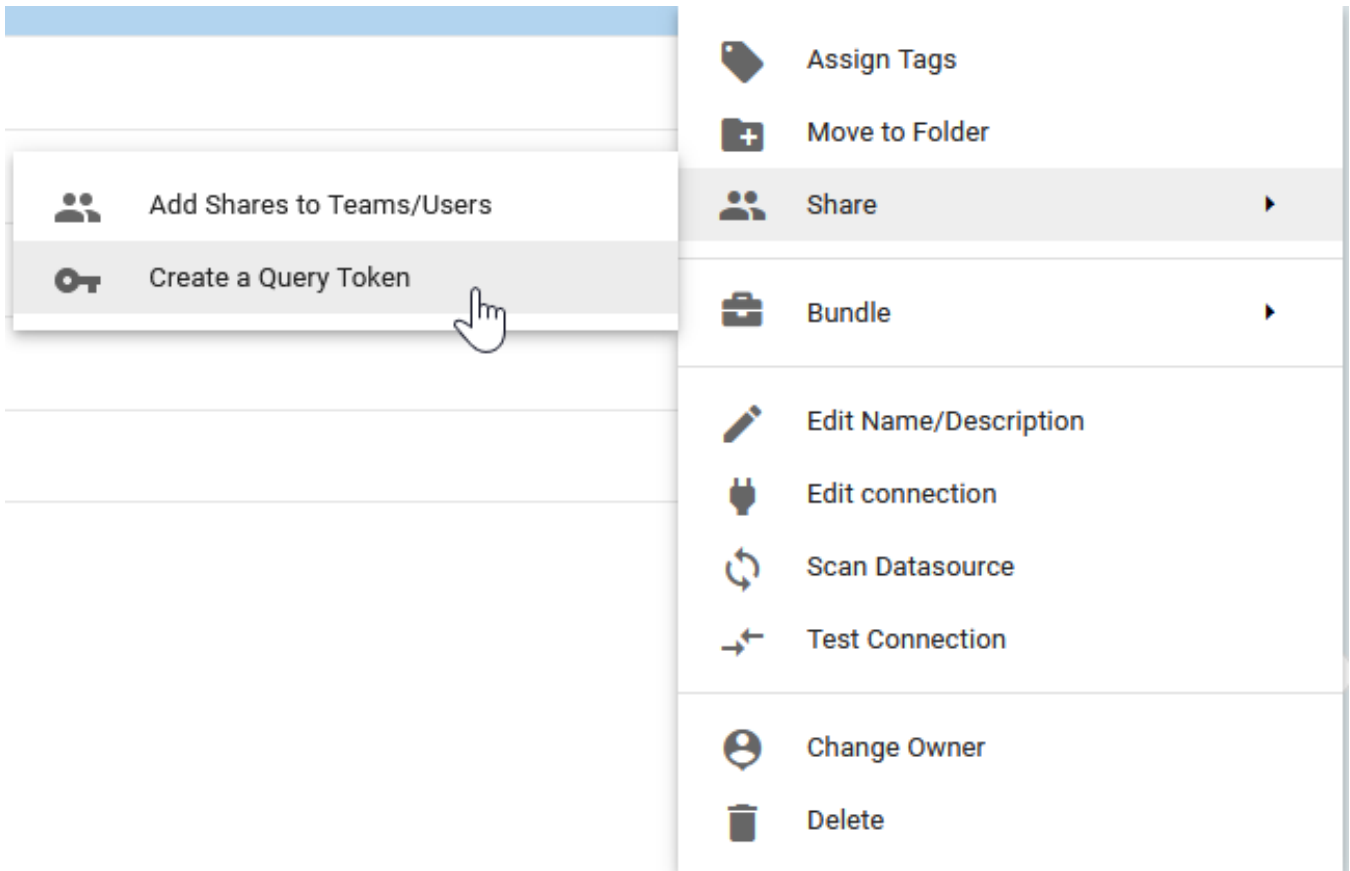 Assign Tags
Move to Folder
Share
Add Shares to Teams/Users
Create a Query Token
Bundle
Edit Name/Description
Edit connection
Scan Datasource
Test Connection
Change Owner
Delete